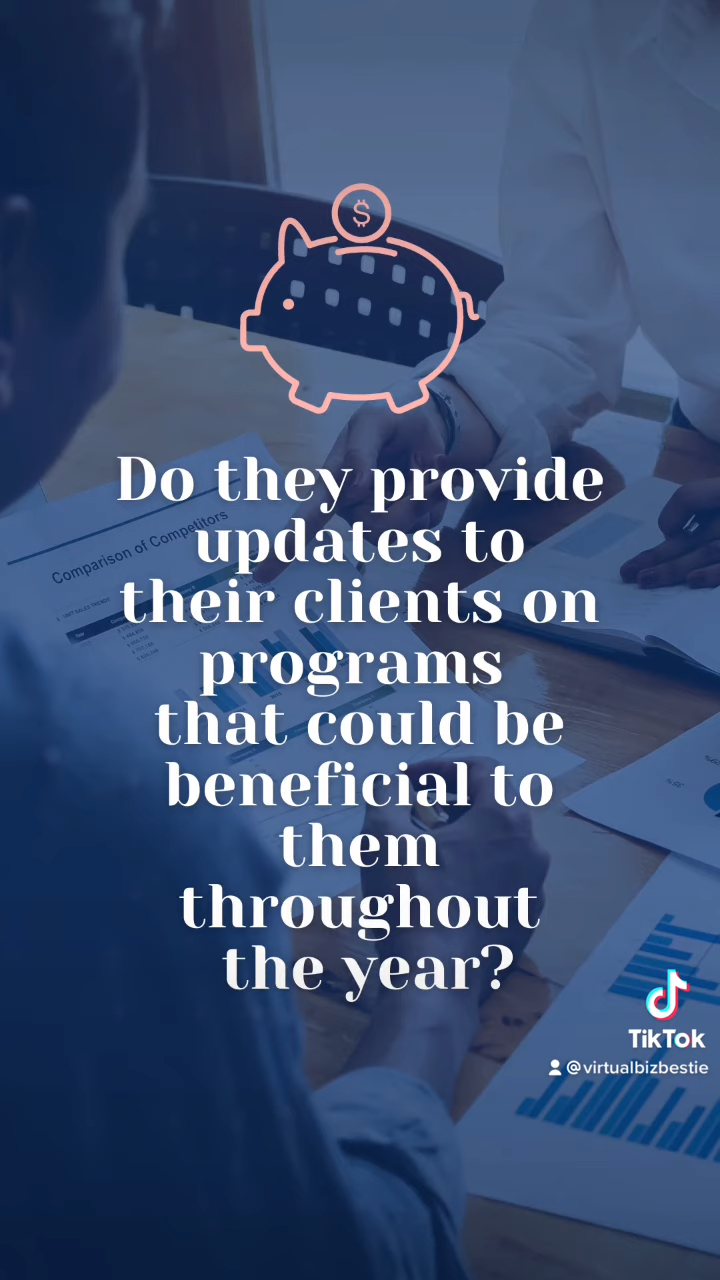 $
Do they provide
updates to
their clients on
programs
that could be
beneficial to
them
throughout
the year?
Comparison of Competitors
TikTok
@virtualbizbestie